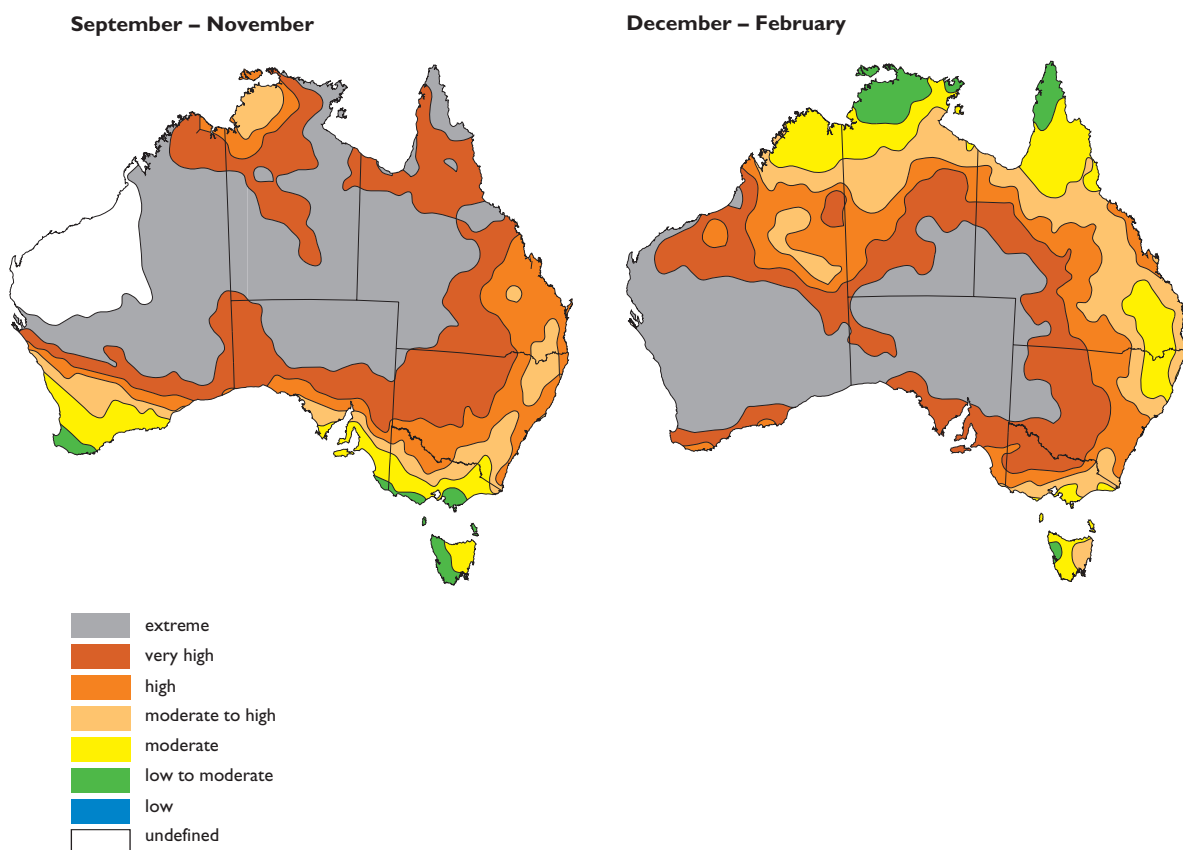 September – November
December – February
extreme
very high
high
moderate to high
moderate
low to moderate
low
undefined